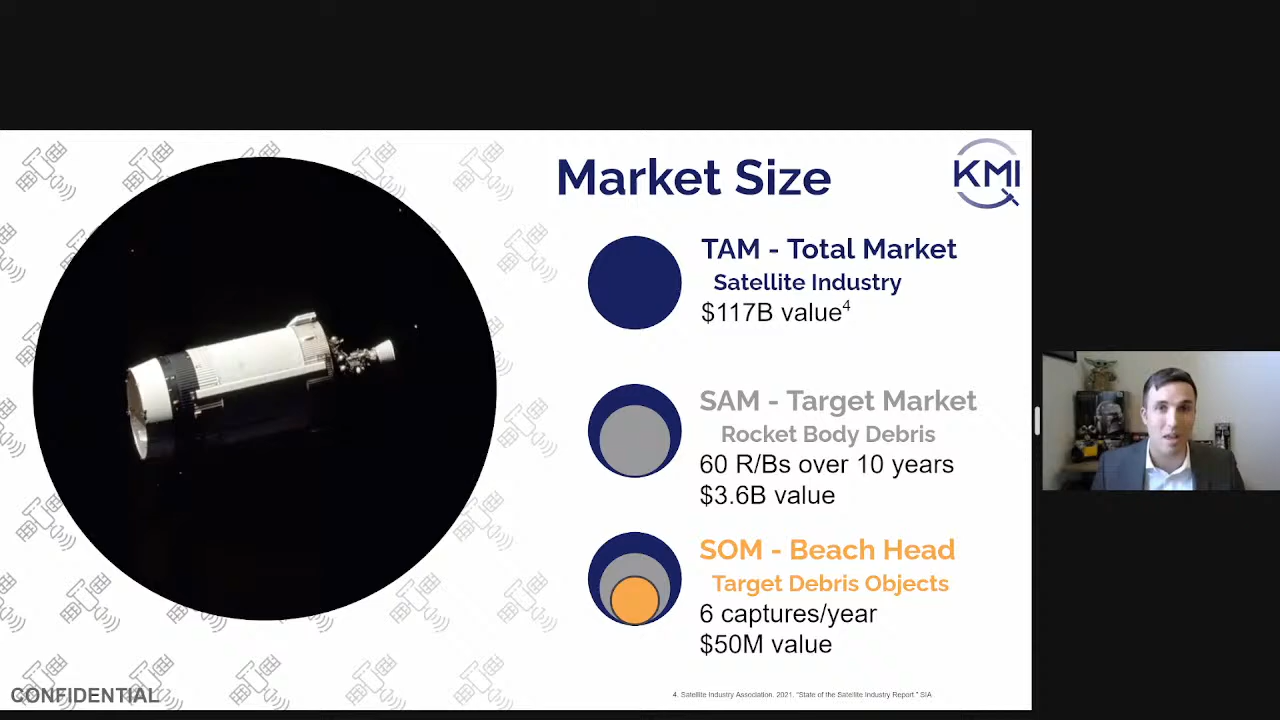 Market Size
KMI
TAM - Total Market
Satellite Industry
$117B value4
SAM - Target Market
Rocket Body Debris
60 R/Bs over 10 years
$3.6B value
SOM - Beach Head
Target Debris Objects
6 captures/year
$50M value
CONFIDENTIAL
4. Satellite Industry Association. 2021. "State of the Satellite Industry Report." SIA